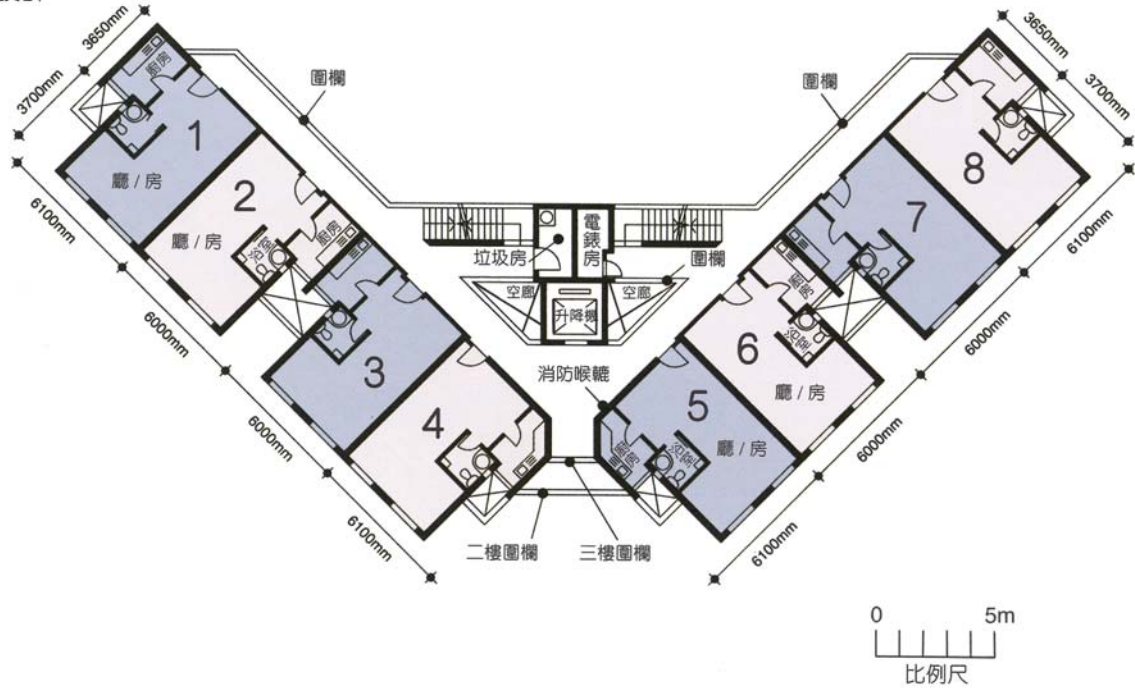 3650mm
3700mm
廚房
1
廳 / 房
6100mm
圍欄
2
廳 / 房
浴室
廚房
6000mm
3
6000mm
4
6100mm
垃圾房
電錶房
圍欄
空廊
空廊
升降機
消防喉轆
二樓圍欄
三樓圍欄
圍欄
3650mm
3700mm
8
6100mm
7
6000mm
廚房
浴室
6
廳 / 房
6000mm
5
廳 / 房
廚房
浴室
6100mm
0 5m
比例尺